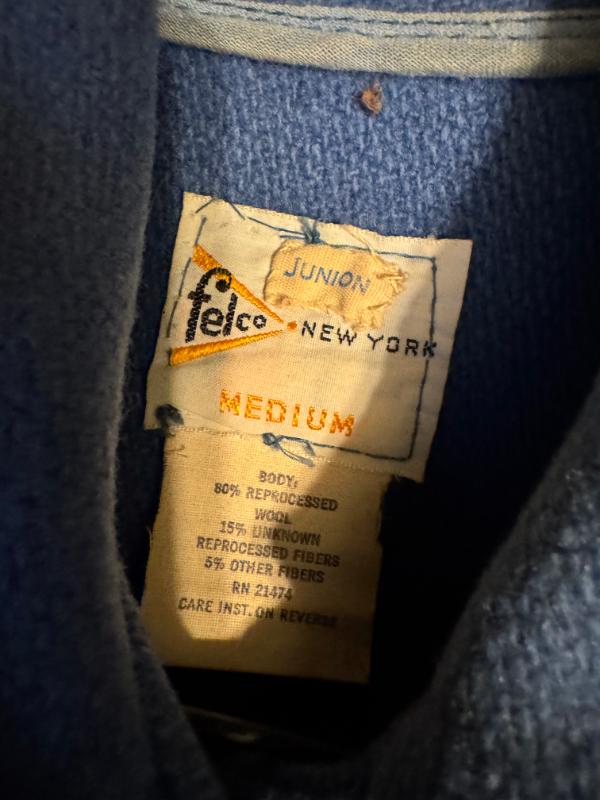 JUNION
felco
NEW YORK
MEDIUM
BODY:
80% REPROCESSED
WOOL
15% UNKNOWN
REPROCESSED FIBERS
5% OTHER FIBERS
RN 21474
CARE INST. ON REVERSE